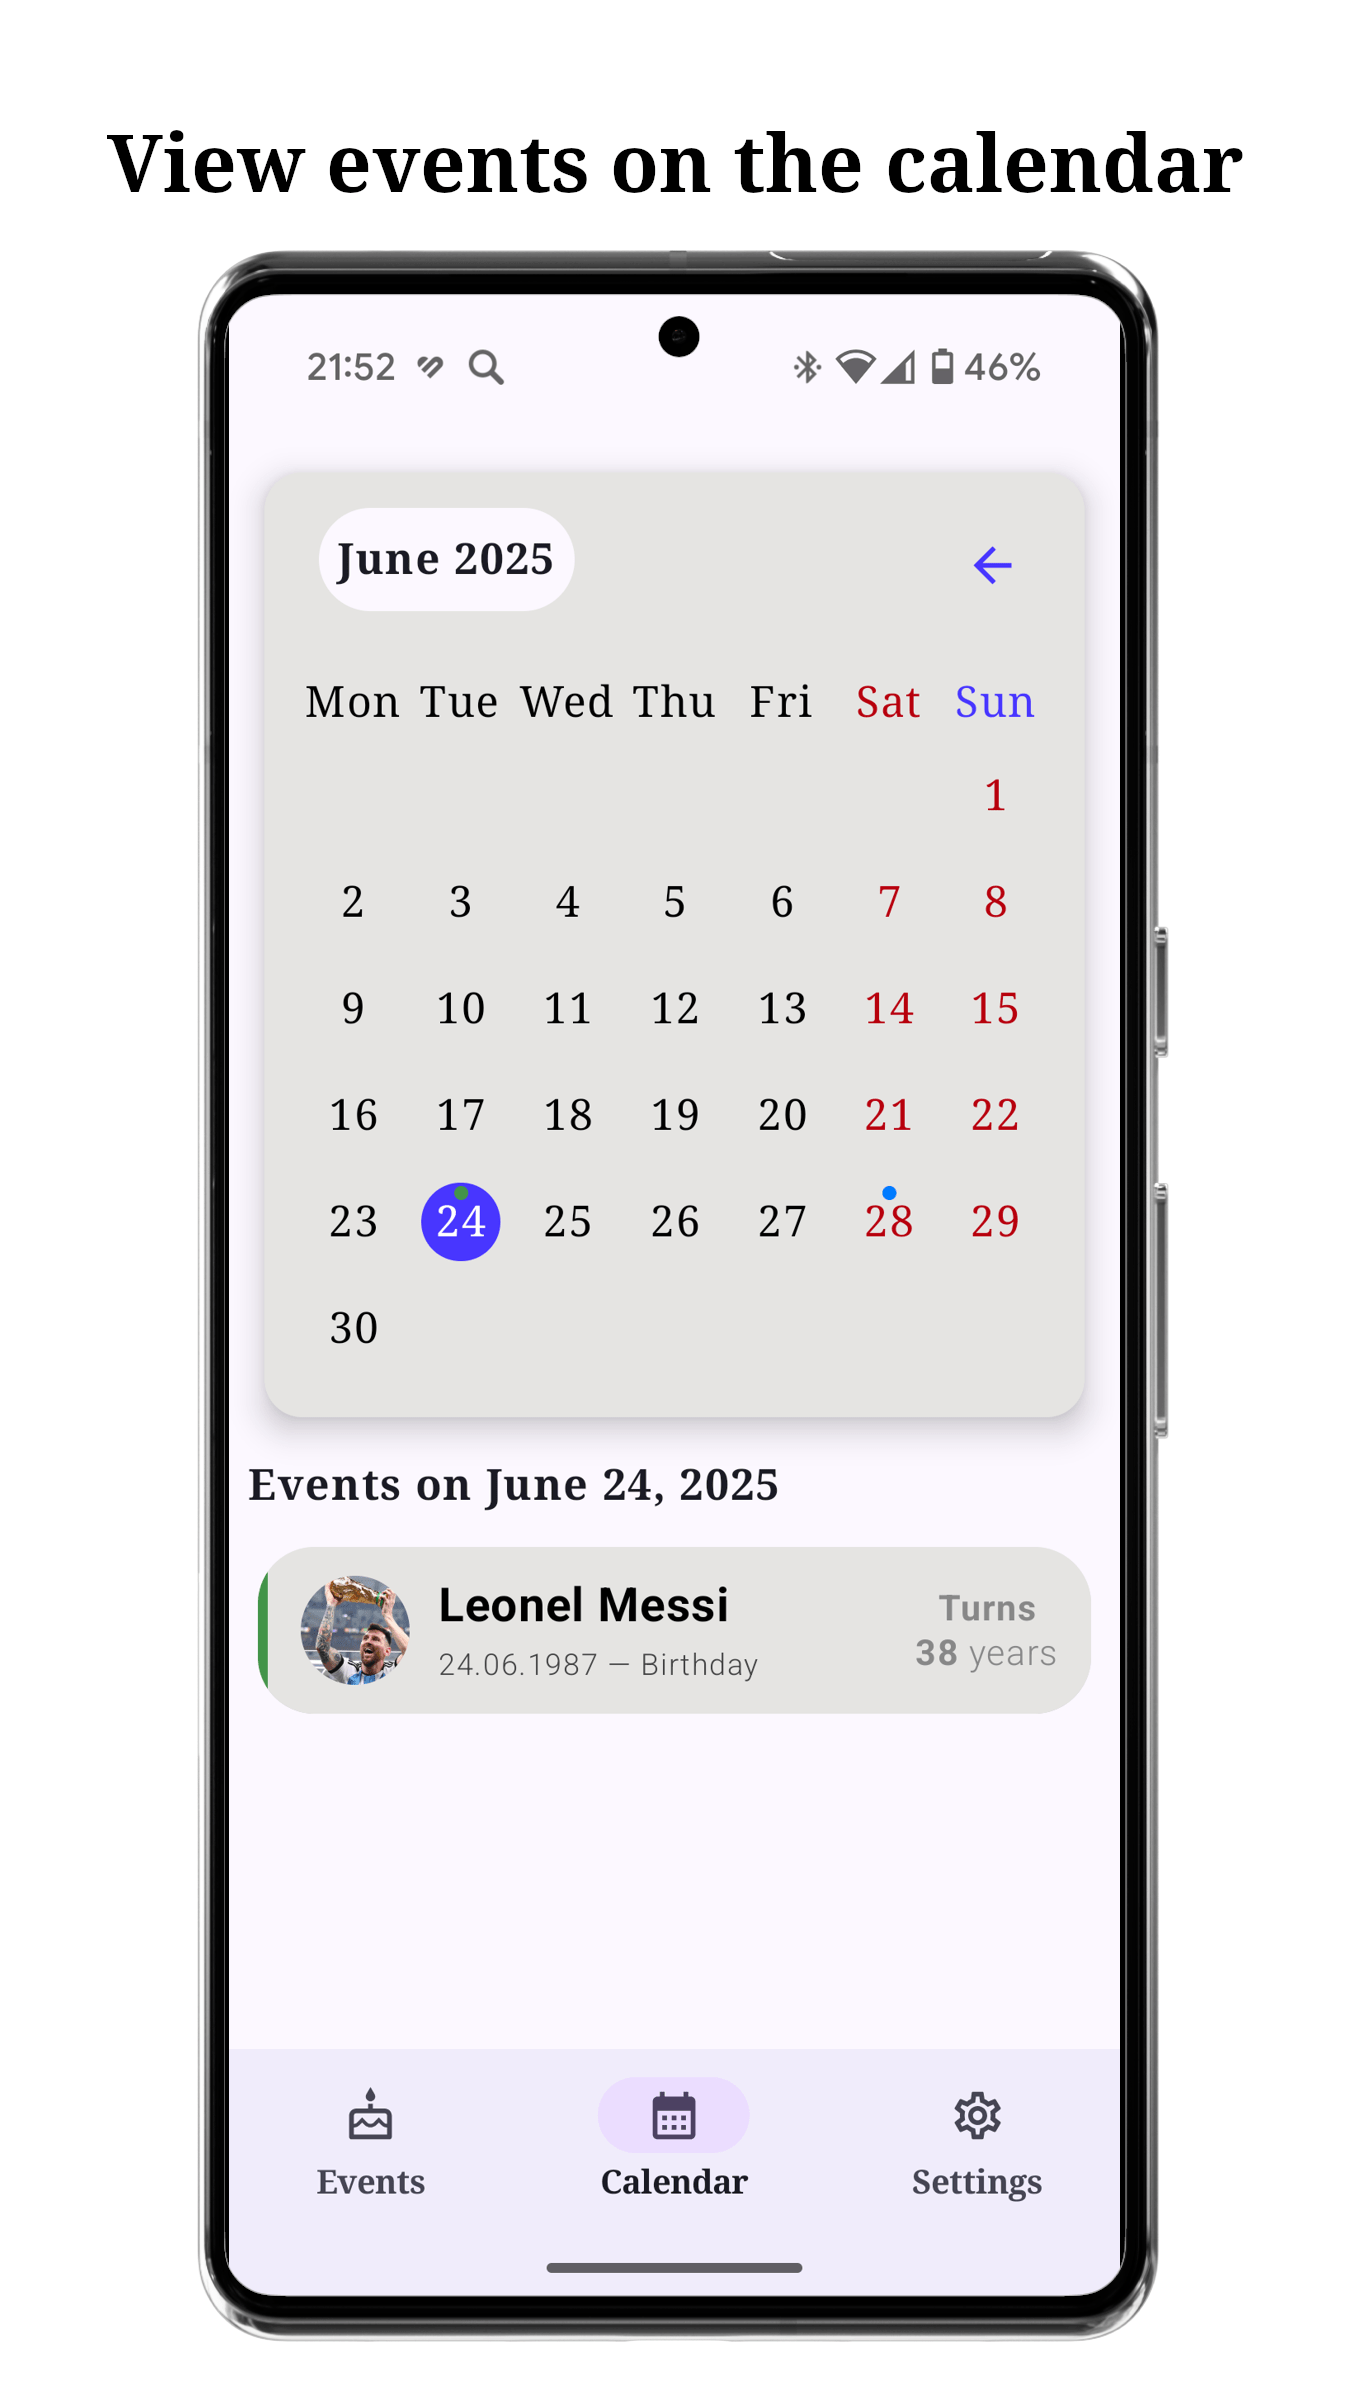 View events on the calendar
21:52 46%
June 2025
Mon Tue Wed Thu Fri Sat Sun
1
2 3 4 5 6 7 8
9 10 11 12 13 14 15
16 17 18 19 20 21 22
23 24 25 26 27 28 29
30
Events on June 24, 2025
Leonel Messi
24.06.1987 — Birthday
Turns
38 years
Events Calendar Settings